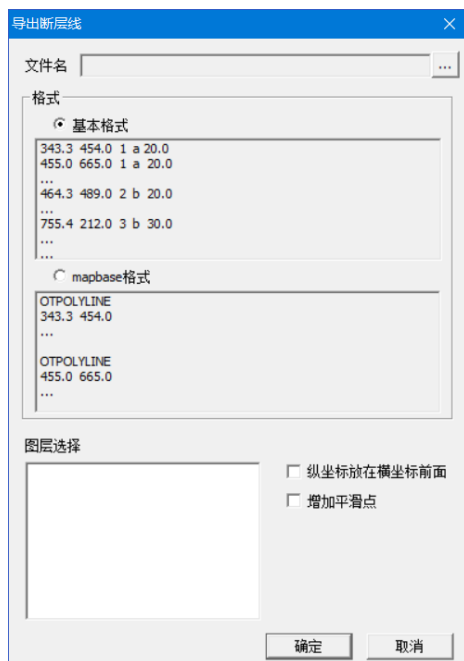 导出断层线
文件名
...
格式
基本格式
343.3 454.0 1 a 20.0
455.0 665.0 1 a 20.0
...
464.3 489.0 2 b 20.0
...
755.4 212.0 3 b 30.0
...
...
mapbase格式
OTPOLYLINE
343.3 454.0
...
OTPOLYLINE
455.0 665.0
...
图层选择
纵坐标放在横坐标前面
增加平滑点
确定 取消